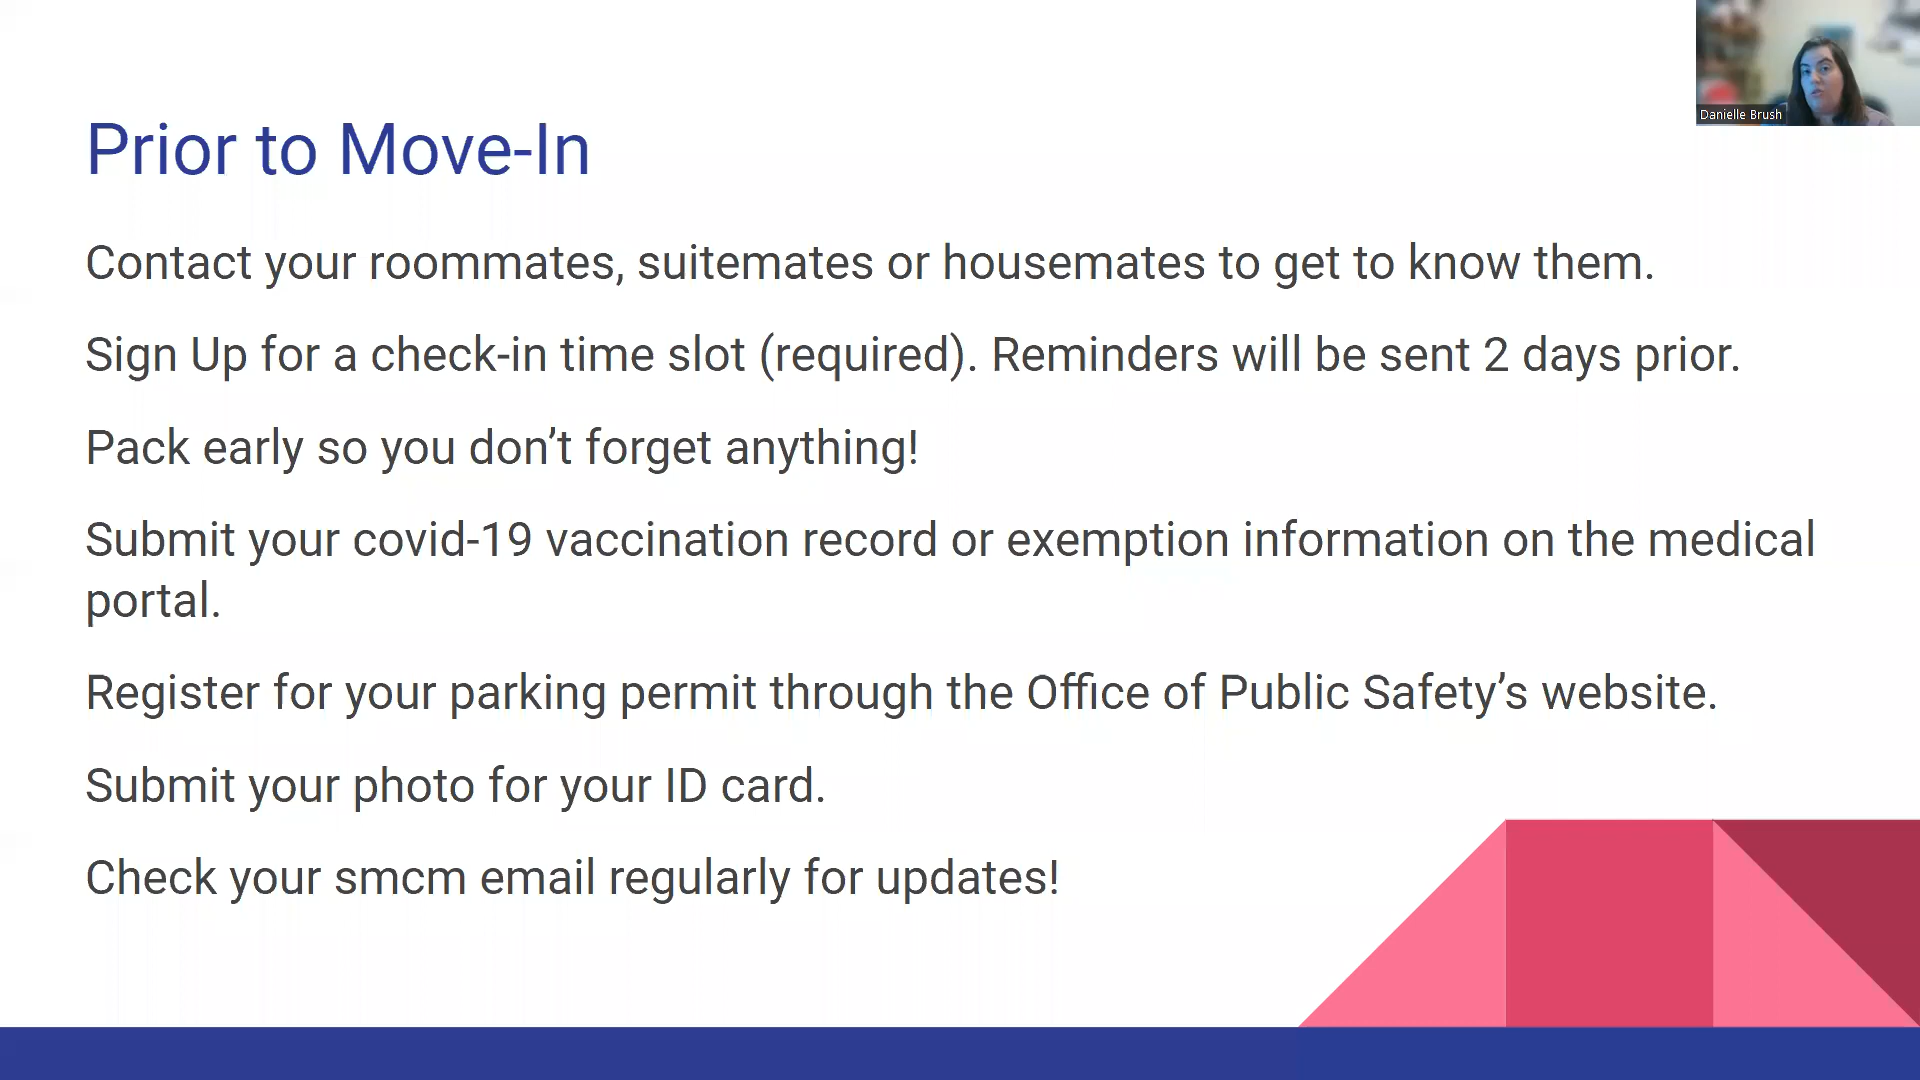 Danielle Brush
Prior to Move-In
Contact your roommates, suitemates or housemates to get to know them.
Sign Up for a check-in time slot (required). Reminders will be sent 2 days prior.
Pack early so you don’t forget anything!
Submit your covid-19 vaccination record or exemption information on the medical
portal.
Register for your parking permit through the Office of Public Safety’s website.
Submit your photo for your ID card.
Check your smcm email regularly for updates!